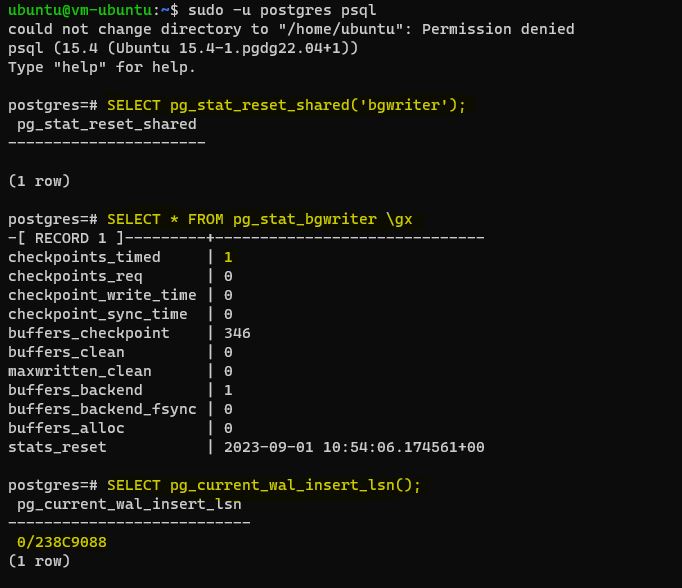 ubuntu@vm-ubuntu:~$ sudo -u postgres psql
could not change directory to "/home/ubuntu": Permission denied
psql (15.4 (Ubuntu 15.4-1.pgdg22.04+1))
Type "help" for help.
postgres=# SELECT pg_stat_reset_shared('bgwriter');
 pg_stat_reset_shared
----------------------
(1 row)
postgres=# SELECT * FROM pg_stat_bgwriter \gx
-[ RECORD 1 ]---------+------------------------------
checkpoints_timed     | 1
checkpoints_req       | 0
checkpoint_write_time | 0
checkpoint_sync_time  | 0
buffers_checkpoint    | 346
buffers_clean         | 0
maxwritten_clean      | 0
buffers_backend       | 1
buffers_backend_fsync | 0
buffers_alloc         | 0
stats_reset           | 2023-09-01 10:54:06.174561+00
postgres=# SELECT pg_current_wal_insert_lsn();
 pg_current_wal_insert_lsn
---------------------------
 0/238C9088
(1 row)